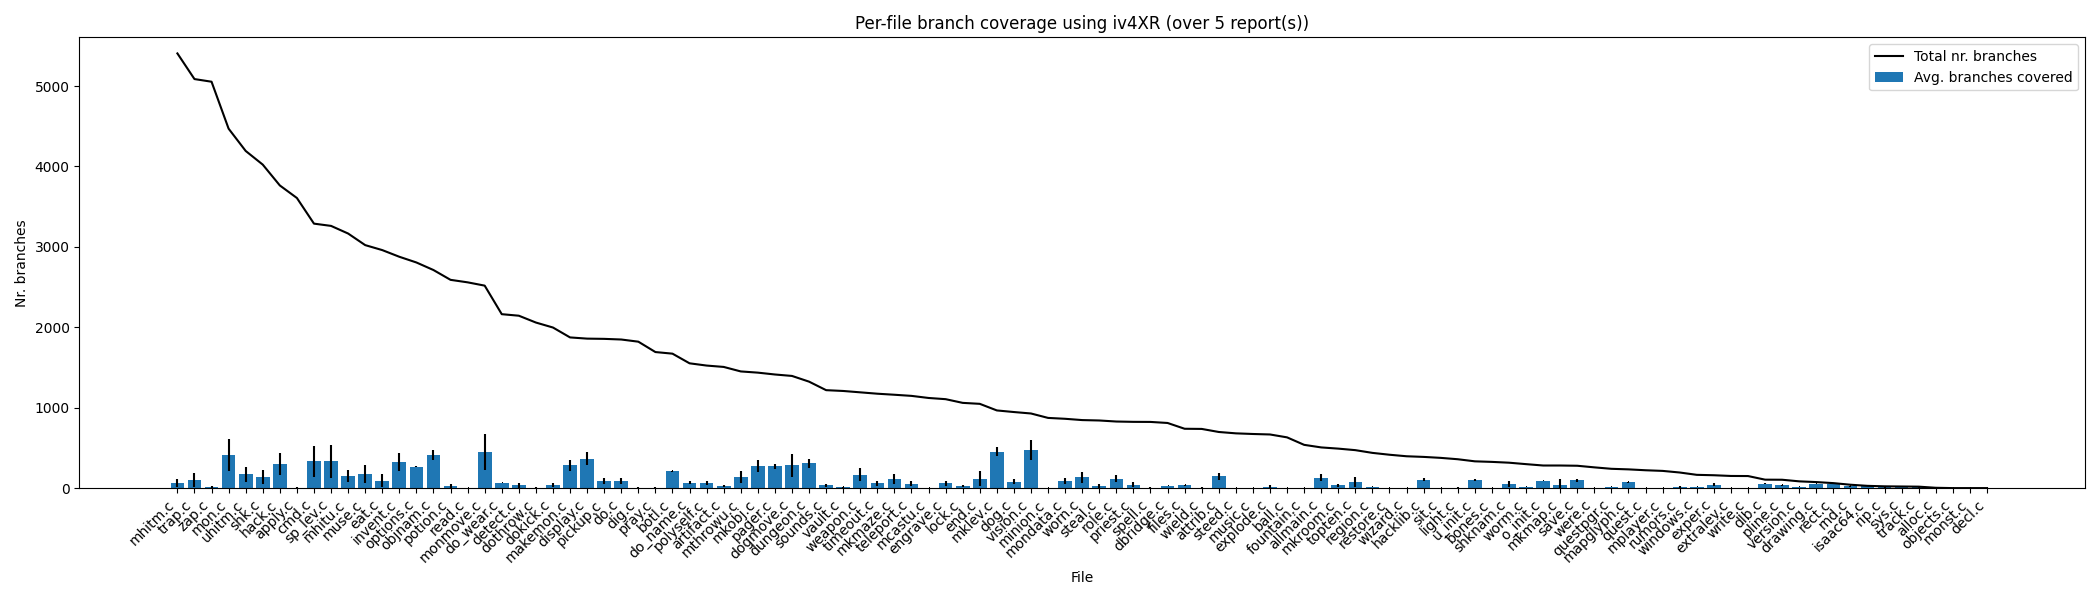 Per-file branch coverage using iv4XR (over 5 report(s))
Total nr. branches
Avg. branches covered
Nr. branches
5000
4000
3000
2000
1000
0
mhitm.c
trap.c
zap.c
mon.c
uhitm.c
shk.c
hack.c
apply.c
cmd.c
sp_lev.c
mhitu.c
muse.c
eat.c
invent.c
options.c
objnam.c
potion.c
read.c
monmove.c
do_wear.c
detect.c
dothrow.c
dokick.c
makemon.c
display.c
pickup.c
do.c
dig.c
pray.c
botl.c
do_name.c
polyself.c
artifact.c
mthrowu.c
mkobj.c
pager.c
dogmove.c
dungeon.c
sounds.c
vault.c
weapon.c
timeout.c
mkmaze.c
teleport.c
mcastu.c
engrave.c
lock.c
end.c
mklev.c
dog.c
vision.c
minion.c
mondata.c
worn.c
steal.c
role.c
priest.c
spell.c
dbridge.c
files.c
wield.c
attrib.c
steed.c
music.c
explode.c
ball.c
fountain.c
allmain.c
mkroom.c
topten.c
region.c
restore.c
wizard.c
hacklib.c
sit.c
light.c
u_init.c
bones.c
shknam.c
worm.c
o_init.c
mkmap.c
save.c
were.c
questpgr.c
mapglyph.c
quest.c
mplayer.c
rumors.c
windows.c
exper.c
extralev.c
write.c
dlb.c
pline.c
version.c
drawing.c
rect.c
rnd.c
isaac64.c
rip.c
sys.c
track.c
alloc.c
objects.c
monst.c
decl.c
File